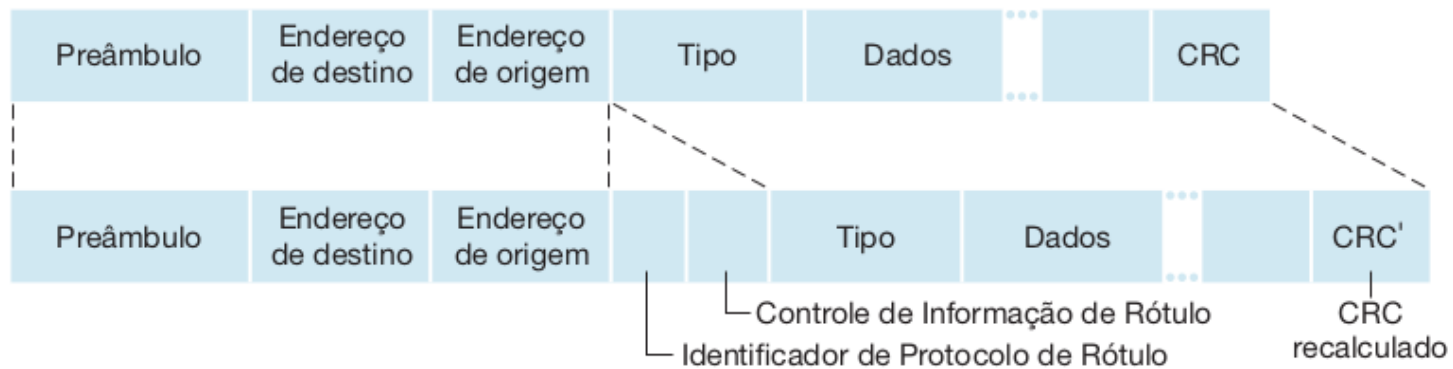 Preâmbulo
Endereço
de destino
Endereço
de origem
Tipo
Dados
CRC
Preâmbulo
Endereço
de destino
Endereço
de origem
Tipo
Dados
CRC'
Controle de Informação de Rótulo
Identificador de Protocolo de Rótulo
CRC
recalculado